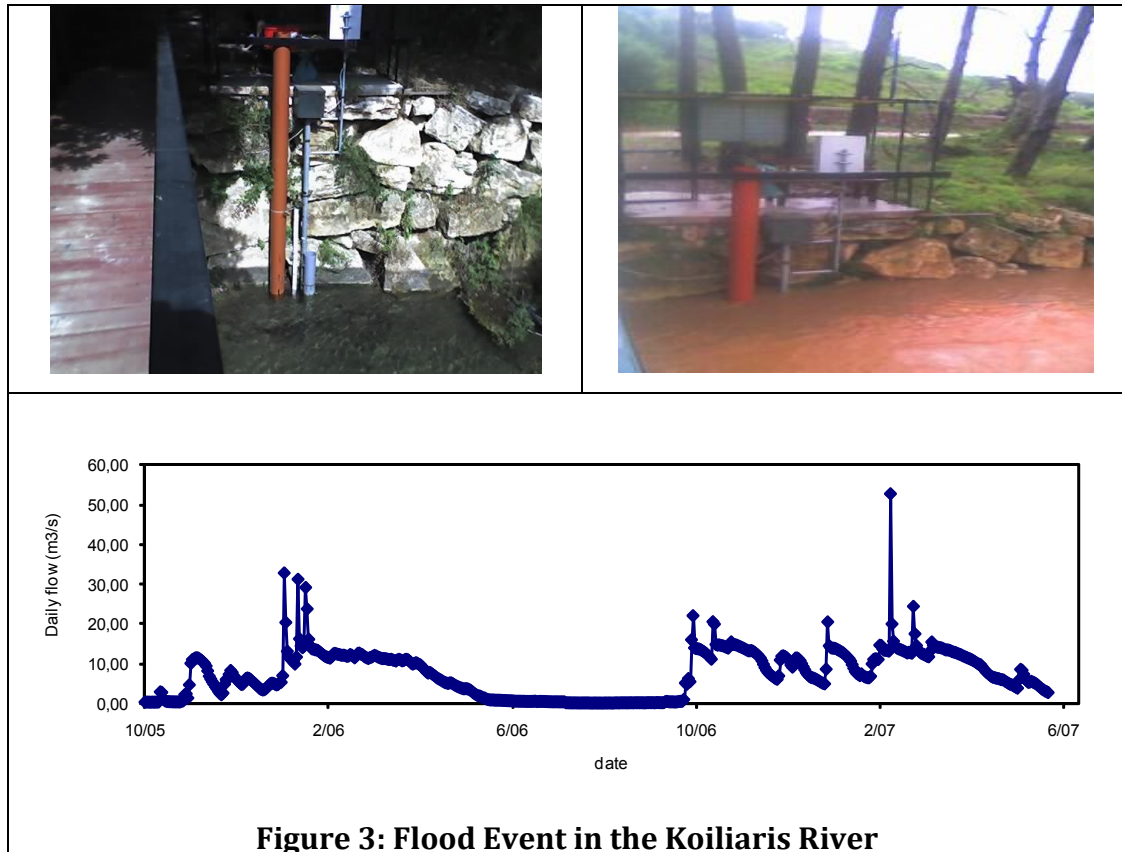 60,00
50,00
40,00
30,00
20,00
10,00
0,00
Daily flow (m3/s)
10/05 2/06 6/06 10/06 2/07 6/07
date
Figure 3: Flood Event in the Koiliaris River